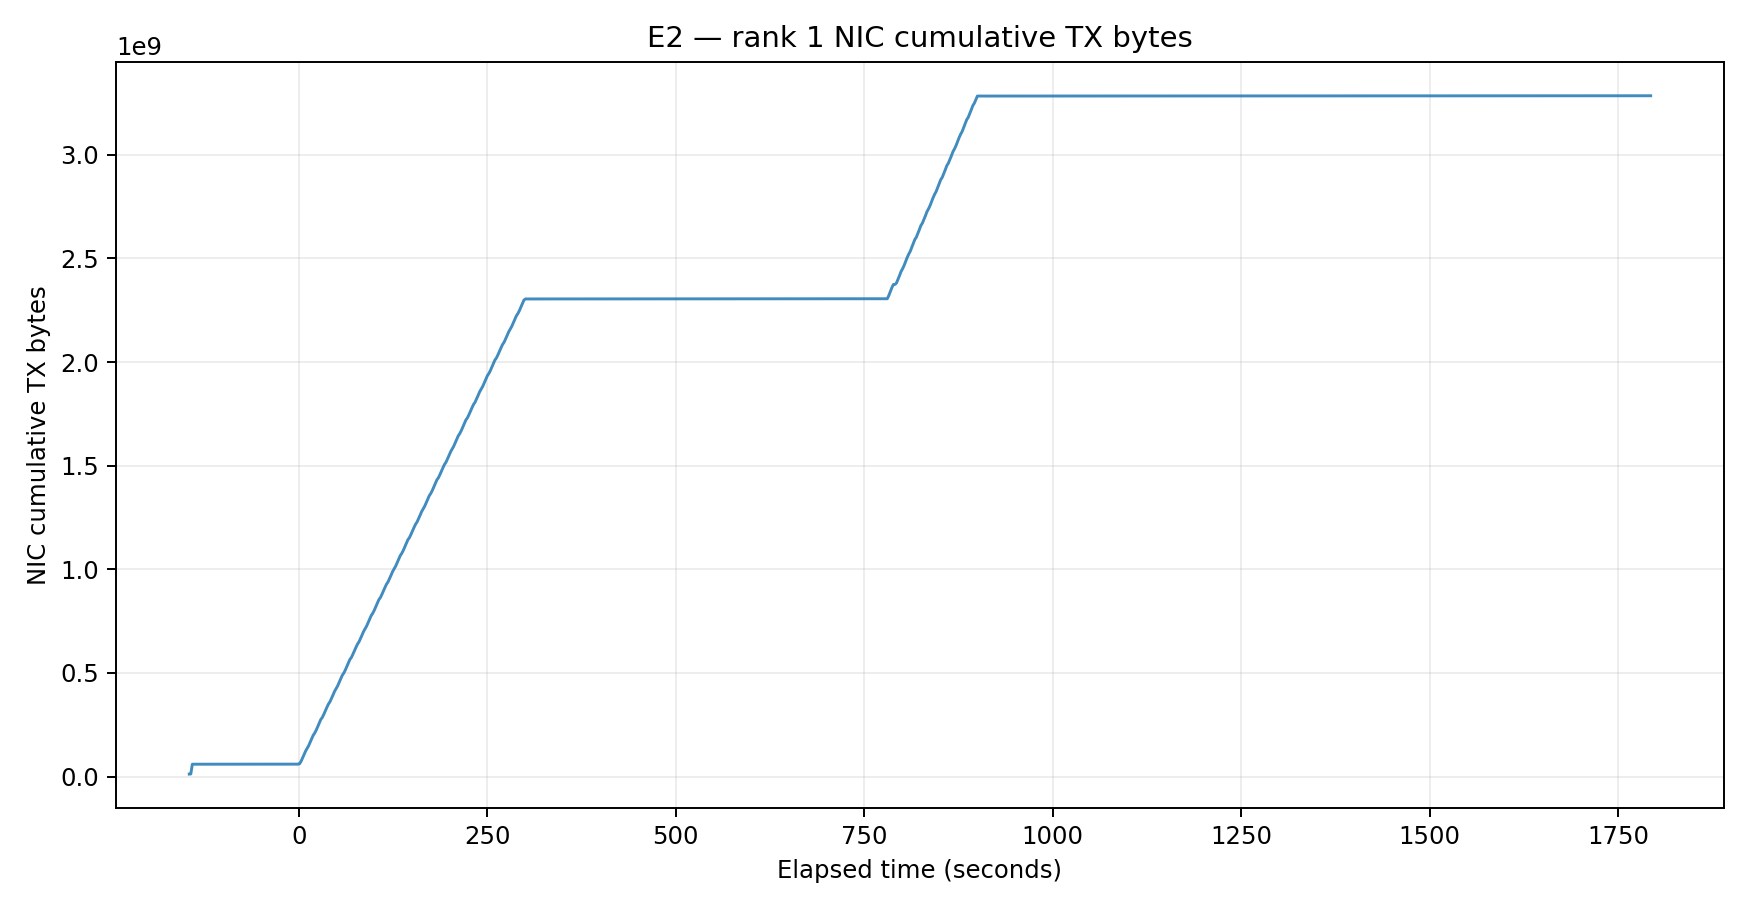 E2 — rank 1 NIC cumulative TX bytes
1e9
NIC cumulative TX bytes
3.0
2.5
2.0
1.5
1.0
0.5
0.0
0 250 500 750 1000 1250 1500 1750
Elapsed time (seconds)